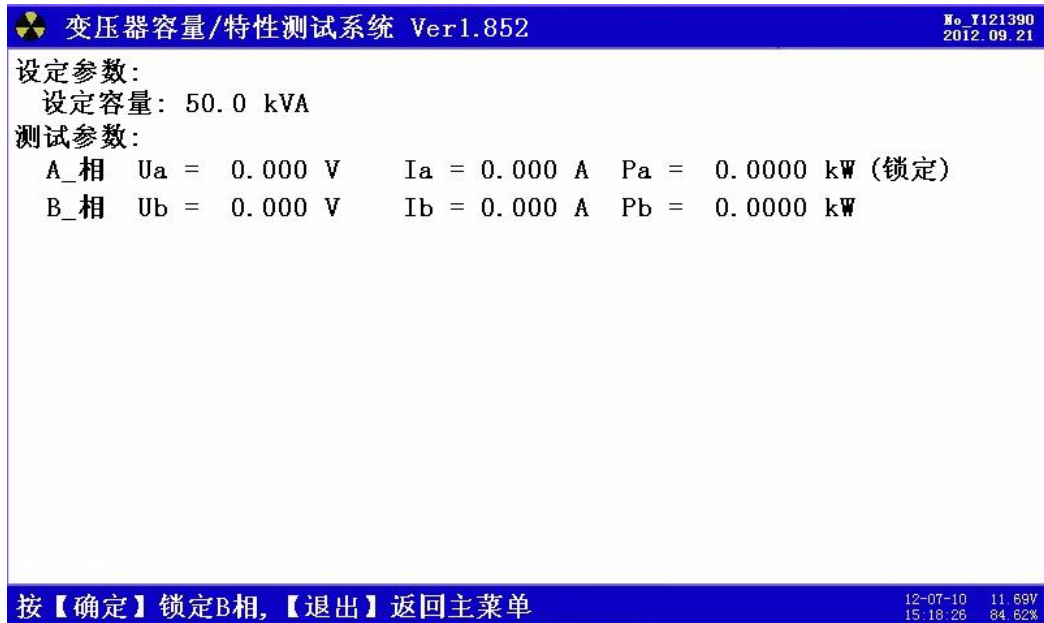 变压器容量/特性测试系统 Ver1.852
No_Y121390
2012.09.21
设定参数:
设定容量: 50.0 kVA
测试参数:
A_相 Ua = 0.000 V Ia = 0.000 A Pa = 0.0000 kW (锁定)
B_相 Ub = 0.000 V Ib = 0.000 A Pb = 0.0000 kW
按【确定】锁定B相,【退出】返回主菜单
12-07-10 11.69V
15:18:26 84.62%